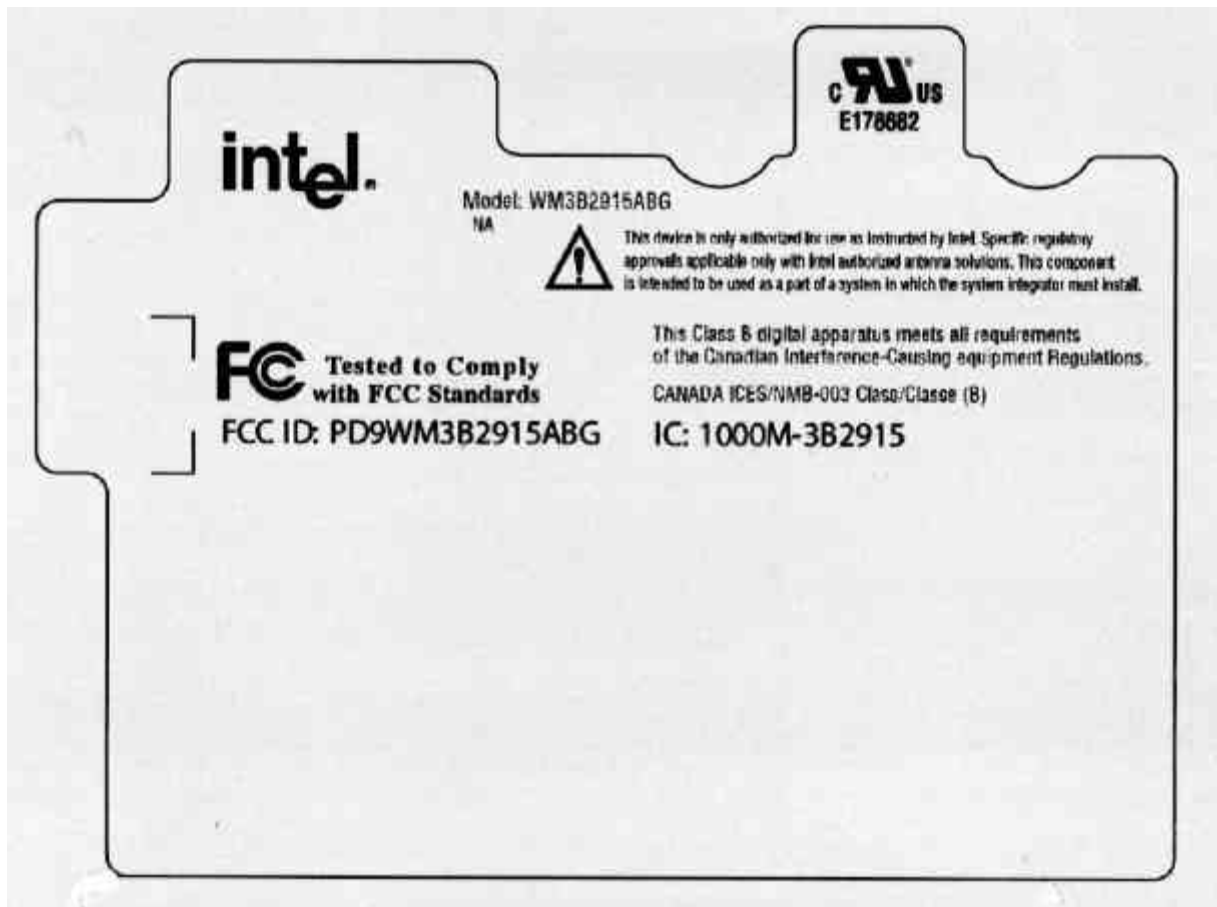 C RU US
E178882
intel.
Model: WM3B2915ABG
NA
This device is only authorized for use as instructed by Intel. Specific regulatory
approvals applicable only with Intel authorized antenna solutions. This component
is intended to be used as a part of a system in which the system integrator must install.
This Class B digital apparatus meets all requirements
of the Canadian Interference-Causing equipment Regulations.
FC Tested to Comply
with FCC Standards
CANADA ICES/NMB-003 Class/Classe (B)
FCC ID: PD9WM3B2915ABG
IC: 1000M-3B2915